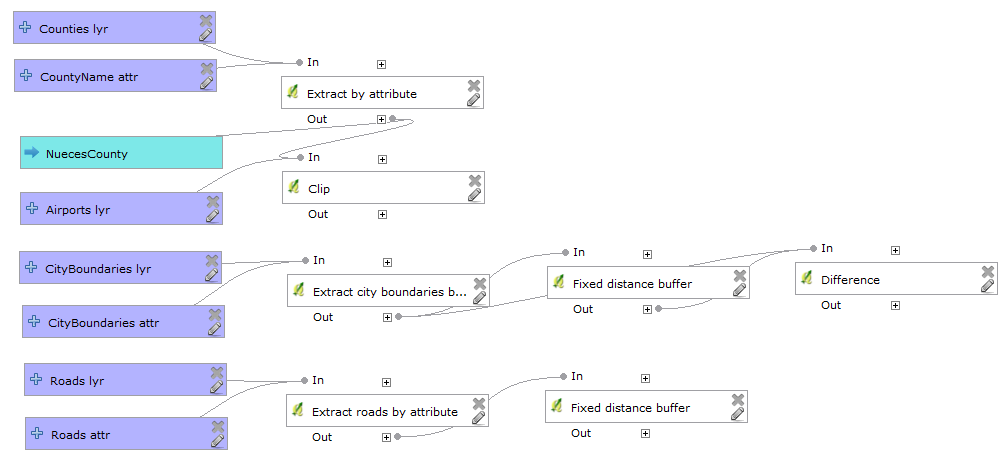 Counties lyr
CountyName attr
In
Extract by attribute
Out
NuecesCounty
In
Airports lyr
Clip
Out
CityBoundaries lyr
In
In
In
Extract city boundaries b...
Fixed distance buffer
Difference
Out
Out
Out
CityBoundaries attr
Roads lyr
In
In
Extract roads by attribute
Fixed distance buffer
Roads attr
Out
Out